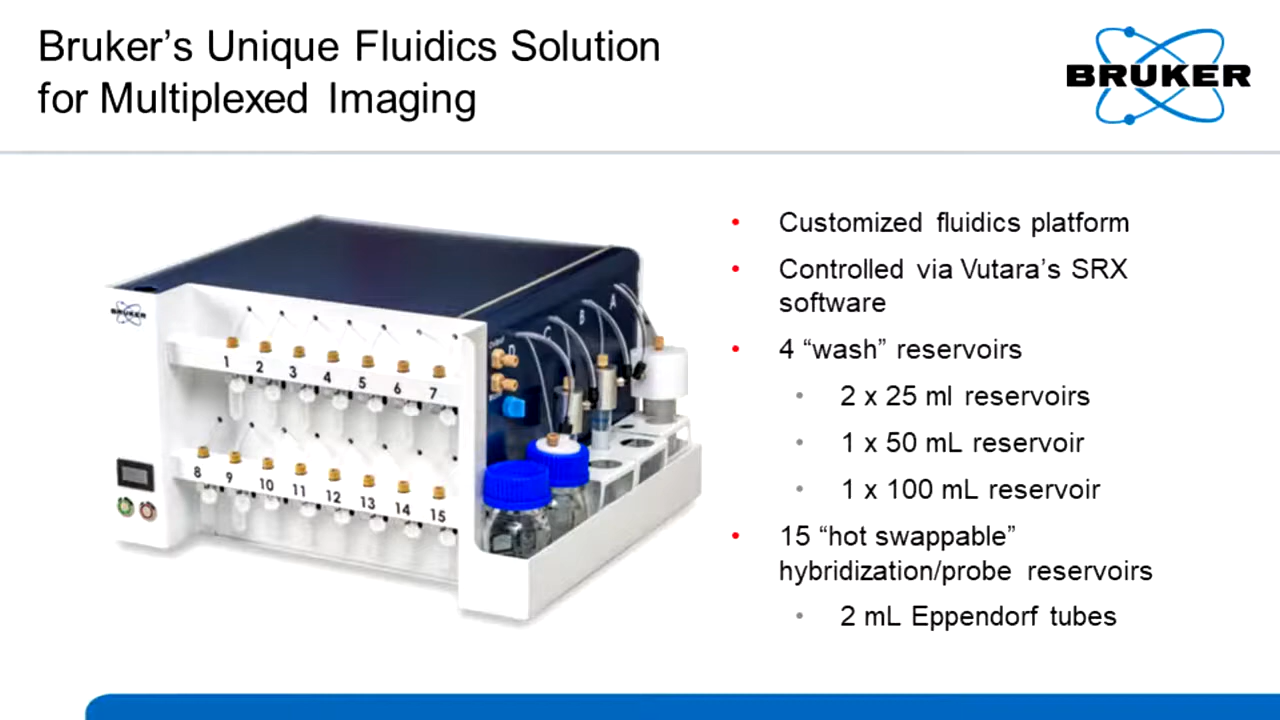 Bruker’s Unique Fluidics Solution
for Multiplexed Imaging
BRUKER
• Customized fluidics platform
• Controlled via Vutara’s SRX
software
• 4 “wash” reservoirs
• 2 x 25 ml reservoirs
• 1 x 50 mL reservoir
• 1 x 100 mL reservoir
• 15 “hot swappable”
hybridization/probe reservoirs
• 2 mL Eppendorf tubes
BRUKER
1 2 3 4 5 6 7
8 9 10 11 12 13 14 15
D C B A